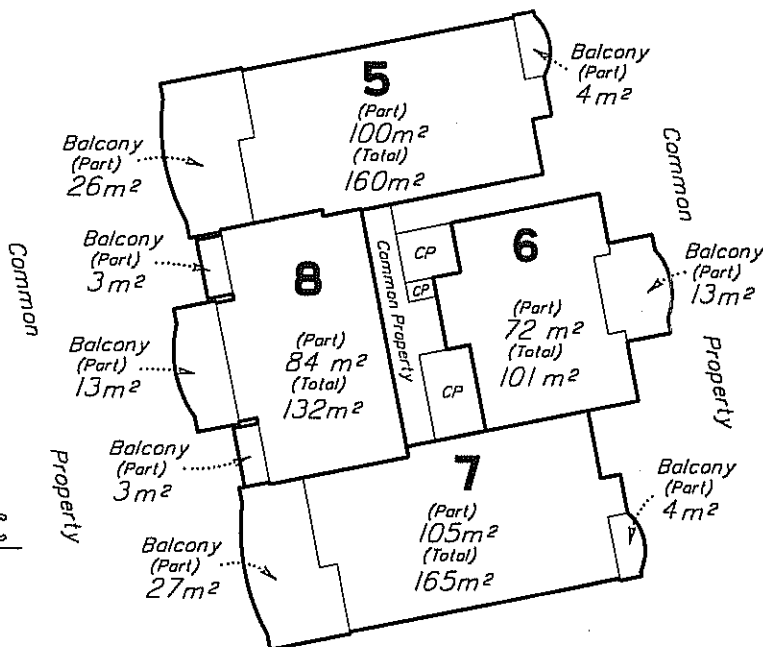 5
(Part)
100m²
(Total)
160m²
Balcony
(Part)
4m²
Balcony
(Part)
26m²
Common
Balcony
(Part)
3m²
Common
8
(Part)
84 m²
(Total)
132m²
Common Property
CP
CP
CP
6
(Part)
72 m²
(Total)
101 m²
Balcony
(Part)
13m²
Property
Balcony
(Part)
13m²
Balcony
(Part)
3m²
Property
7
(Part)
105m²
(Total)
165m²
Balcony
(Part)
4m²
Balcony
(Part)
27m²